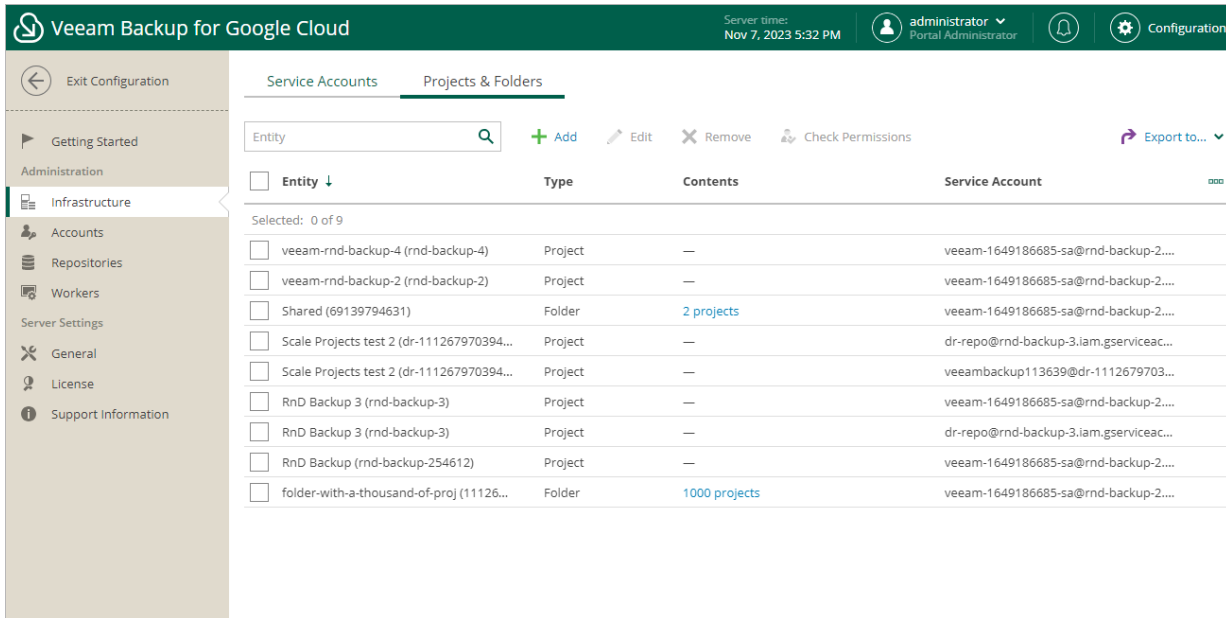 Veeam Backup for Google Cloud
Server time:
Nov 7, 2023 5:32 PM
administrator
Portal Administrator
Configuration
Exit Configuration
Getting Started
Administration
Infrastructure
Accounts
Repositories
Workers
Server Settings
General
License
Support Information
Service Accounts Projects & Folders
Entity Add Edit Remove Check Permissions Export to...
Entity Type Contents Service Account
Selected: 0 of 9
veeam-rnd-backup-4 (rnd-backup-4) Project — veeam-1649186685-sa@rnd-backup-2....
veeam-rnd-backup-2 (rnd-backup-2) Project — veeam-1649186685-sa@rnd-backup-2....
Shared (69139794631) Folder 2 projects veeam-1649186685-sa@rnd-backup-2....
Scale Projects test 2 (dr-111267970394... Project — dr-repo@rnd-backup-3.iam.gserviceac...
Scale Projects test 2 (dr-111267970394... Project — veeambackup113639@dr-1112679703...
RnD Backup 3 (rnd-backup-3) Project — veeam-1649186685-sa@rnd-backup-2....
RnD Backup 3 (rnd-backup-3) Project — dr-repo@rnd-backup-3.iam.gserviceac...
RnD Backup (rnd-backup-254612) Project — veeam-1649186685-sa@rnd-backup-2....
folder-with-a-thousand-of-proj (11126... Folder 1000 projects veeam-1649186685-sa@rnd-backup-2....